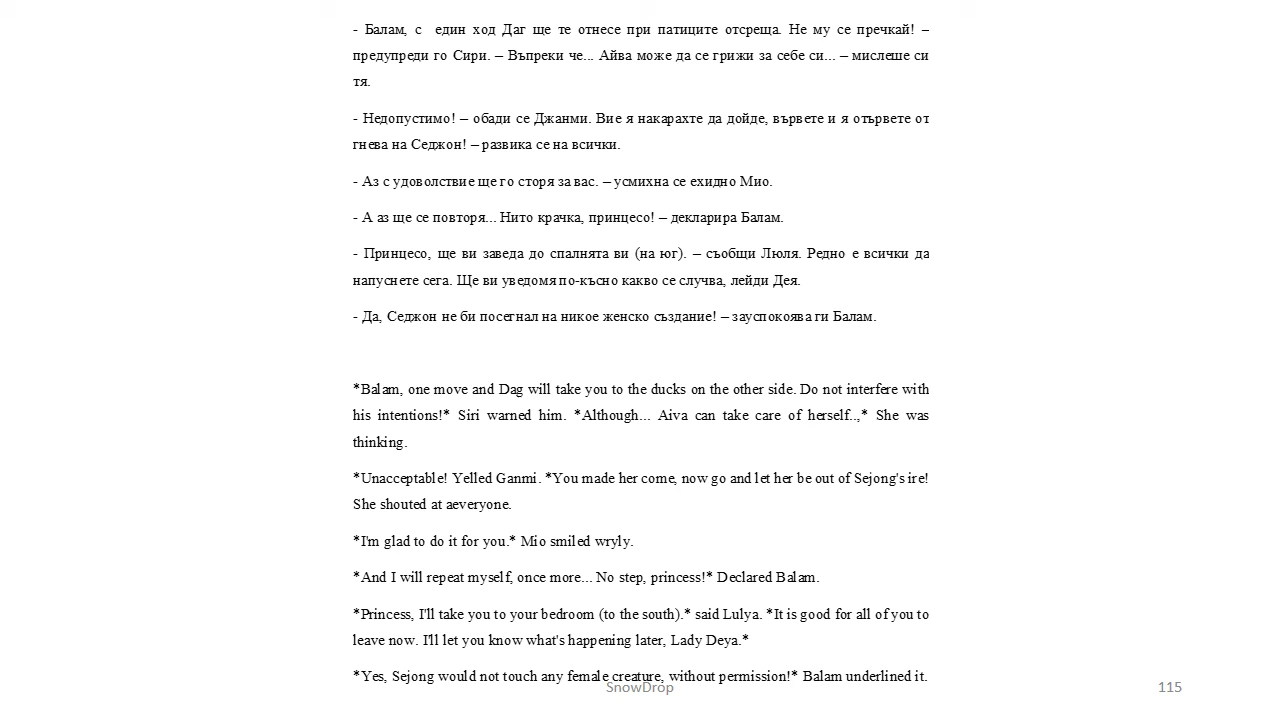 - Балам, с един ход Даг ще те отнесе при патиците отсреща. Не му се пречкай! –
предупреди го Сири. – Въпреки че... Айва може да се грижи за себе си... – мислеше си
тя.
- Недопустимо! – обади се Джанми. Вие я накарахте да дойде, вървете и я отървете от
гнева на Седжон! – развика се на всички.
- Аз с удоволствие ще го сторя за вас. – усмихна се ехидно Мио.
- А аз ще се повторя... Нито крачка, принцесо! – декларира Балам.
- Принцесо, ще ви заведа до спалнята ви (на юг). – съобщи Люля. Редно е всички да
напуснете сега. Ще ви уведомя по-късно какво се случва, лейди Дея.
- Да, Седжон не би посегнал на никое женско създание! – зауспокоява ги Балам.
*Balam, one move and Dag will take you to the ducks on the other side. Do not interfere with
his intentions!* Siri warned him. *Although... Aiva can take care of herself..,* She was
thinking.
*Unacceptable! Yelled Ganmi. *You made her come, now go and let her be out of Sejong's ire!
She shouted at aeveryone.
*I'm glad to do it for you.* Mio smiled wryly.
*And I will repeat myself, once more... No step, princess!* Declared Balam.
*Princess, I'll take you to your bedroom (to the south).* said Lulya. *It is good for all of you to
leave now. I'll let you know what's happening later, Lady Deya.*
*Yes, Sejong would not touch any female creature, without permission!* Balam underlined it.
SnowDrop
115